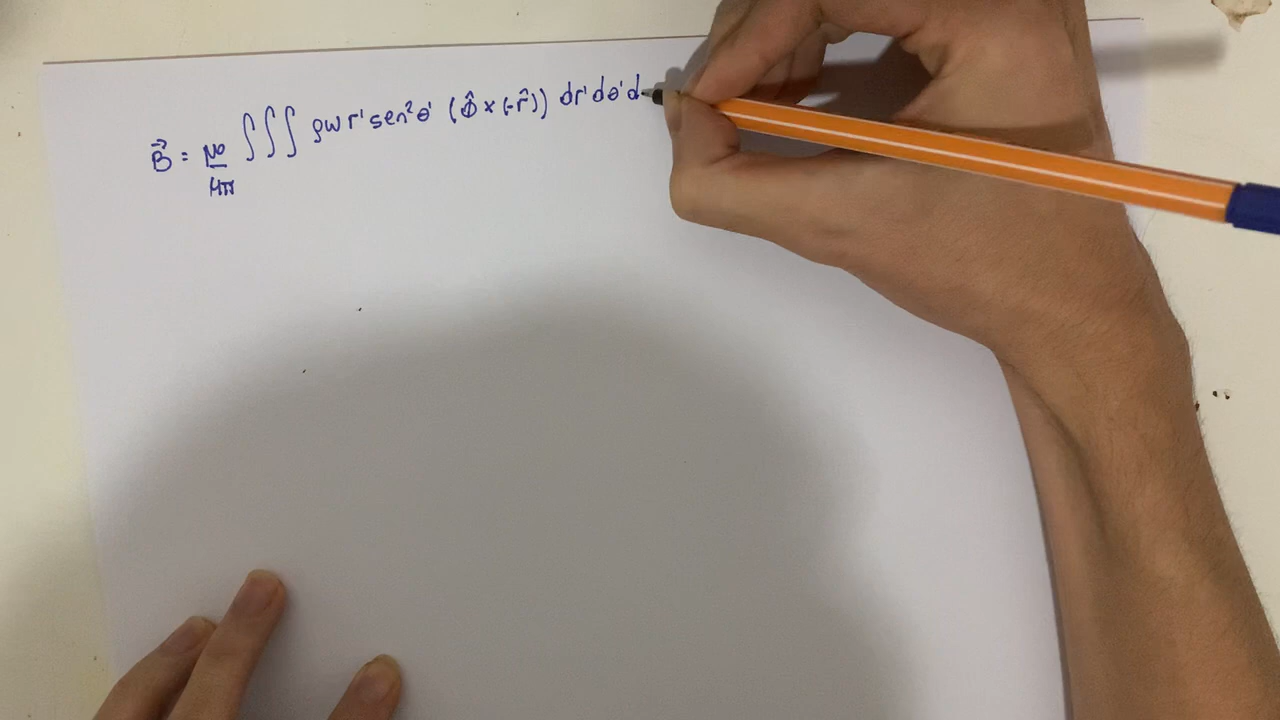 B⃗ = μ₀/4π ∫∫∫ ρω r' sen²θ' (φ̂ × (-r̂)) dr' dθ' d